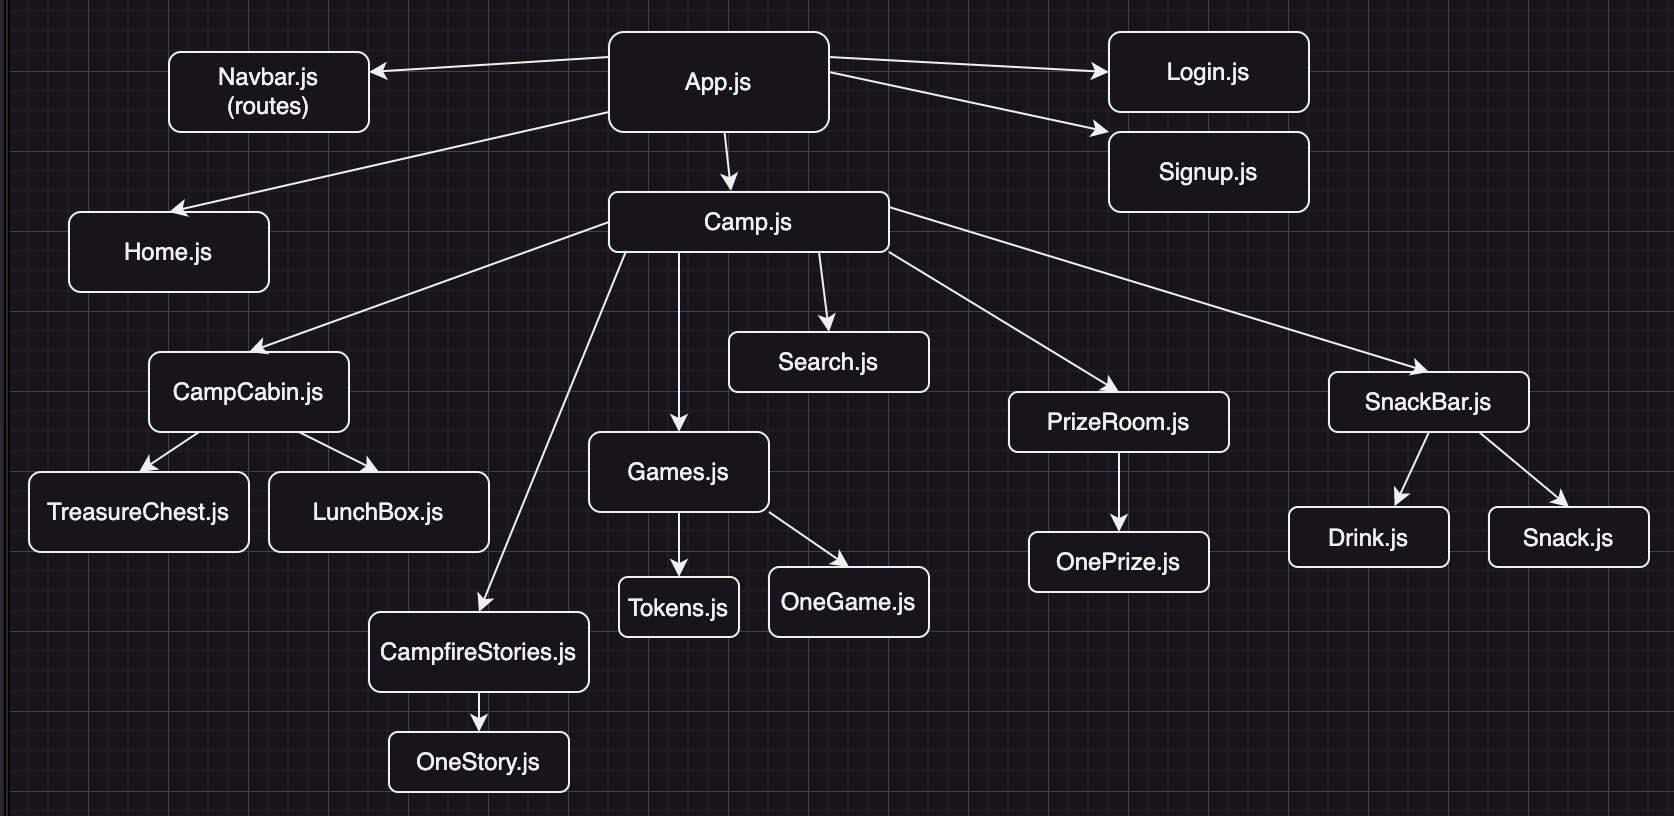 Navbar.js
(routes)
App.js
Login.js
Signup.js
Home.js
Camp.js
Search.js
CampCabin.js
PrizeRoom.js
SnackBar.js
TreasureChest.js
LunchBox.js
Games.js
Drink.js
Snack.js
OnePrize.js
Tokens.js
OneGame.js
CampfireStories.js
OneStory.js